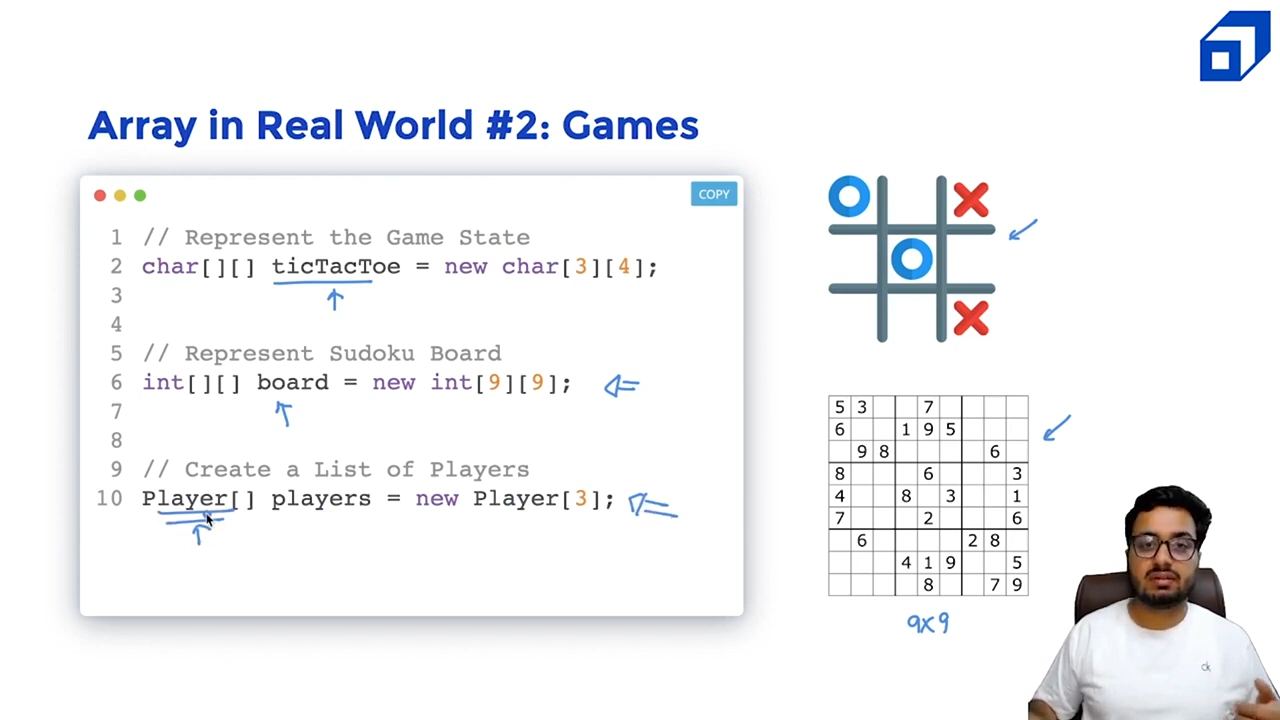 Array in Real World #2: Games
COPY
1 // Represent the Game State
2 char[][] ticTacToe = new char[3][4];
3
4
5 // Represent Sudoku Board
6 int[][] board = new int[9][9];
7
8
9 // Create a List of Players
10 Player[] players = new Player[3];
5 3 7
6 1 9 5
9 8 6
8 6 3
4 8 3 1
7 2 6
6 2 8
4 1 9 5
8 7 9
9x9
ck